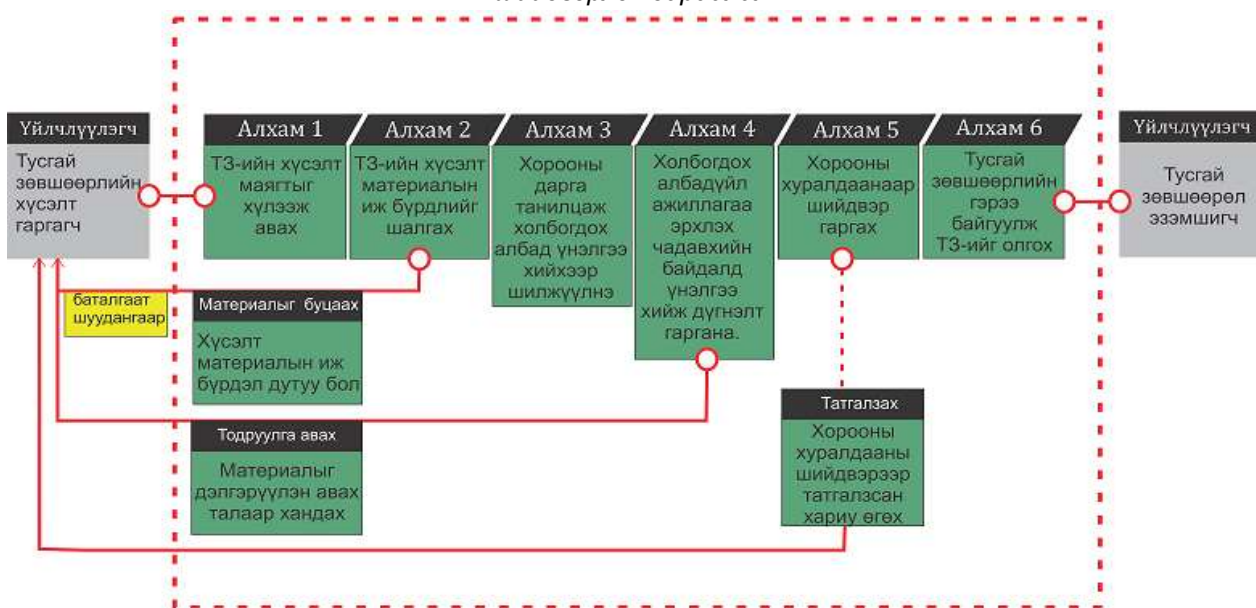 Үйлчлүүлэгч
Тусгай
зөвшөөрлийн
хүсэлт
гаргагч
Алхам 1
ТЗ-ийн хүсэлт
маягтыг
хүлээж
авах
Алхам 2
ТЗ-ийн хүсэлт
материалын
иж бүрдлийг
шалгах
Алхам 3
Хорооны
дарга
танилцаж
холбогдох
албад үнэлгээ
хийхээр
шилжүүлнэ
Алхам 4
Холбогдох
албадүйл
ажиллагаа
эрхлэх
чадавхийн
байдалд
үнэлгээ
хийж дүгнэлт
гаргана.
Алхам 5
Хорооны
хуралдаанаар
шийдвэр
гаргах
Алхам 6
Тусгай
зөвшөөрлийн
гэрээ
байгуулж
ТЗ-ийг олгох
Үйлчлүүлэгч
Тусгай
зөвшөөрөл
эзэмшигч
баталгаат
шуудангаар
Материалыг буцаах
Хүсэлт
материалын иж
бүрдэл дутуу бол
Тодруулга авах
Материалыг
дэлгэрүүлэн авах
талаар хандах
Татгалзах
Хорооны
хуралдааны
шийдвэрээр
татгалзсан
хариу өгөх